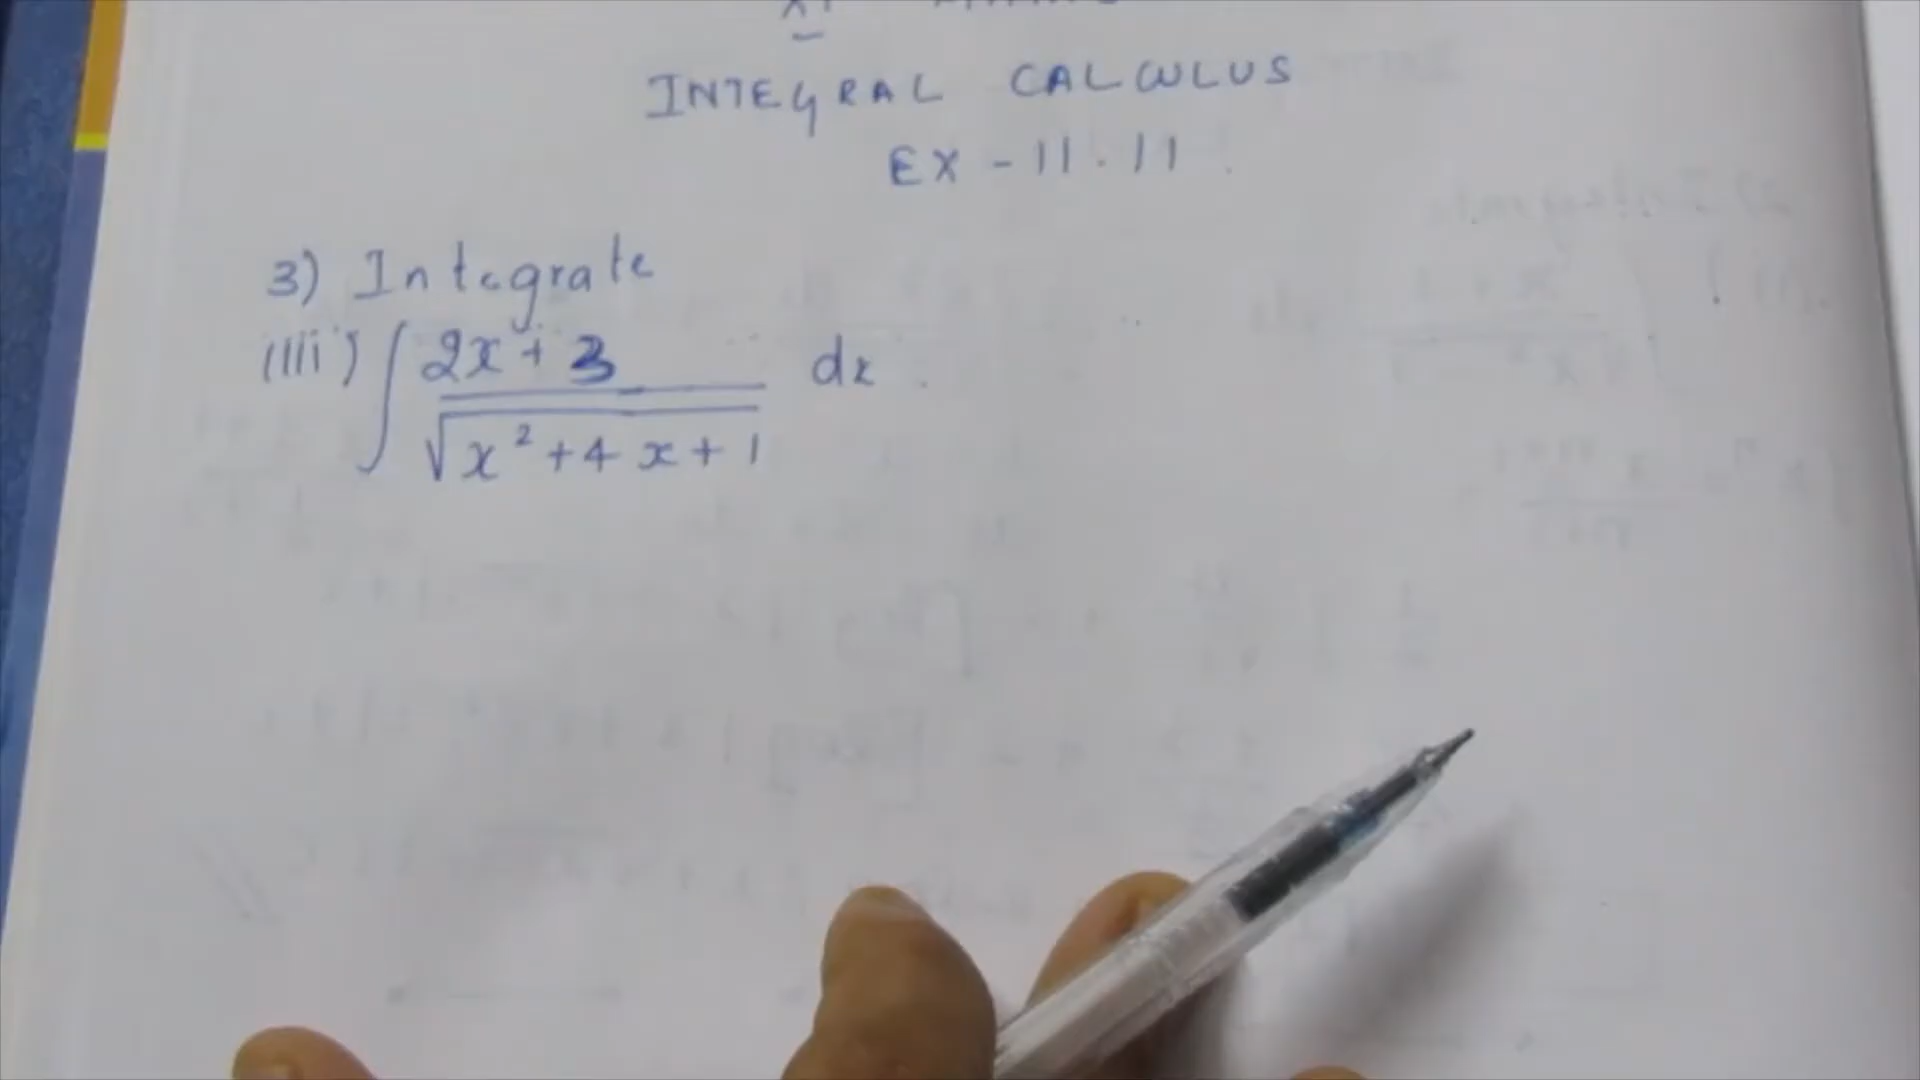 INTEGRAL CALCULUS
EX - 11.11
3) Integrate
(iii) ∫ (2x + 3) / √(x² + 4x + 1) dx